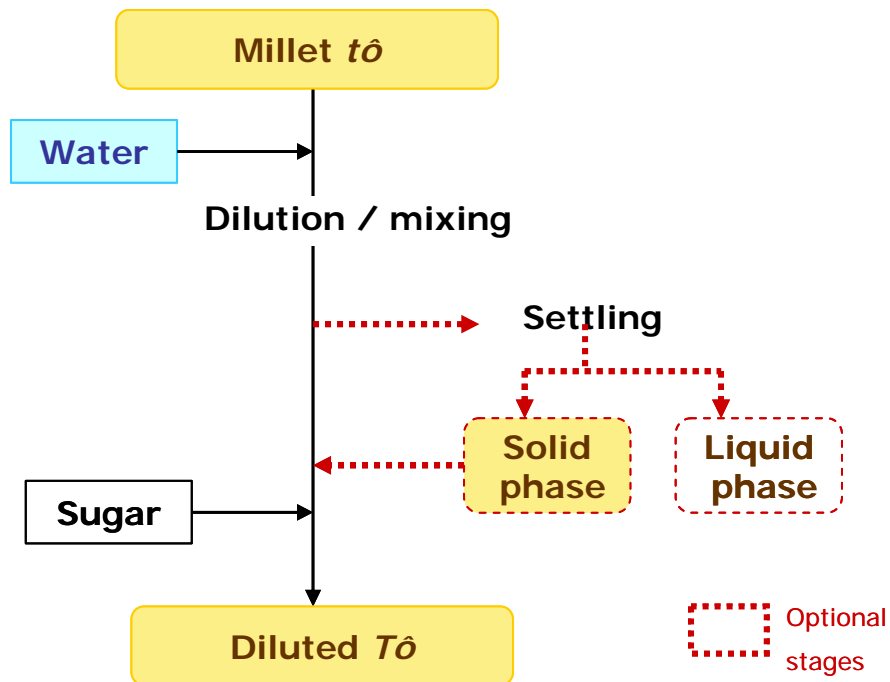 Millet tô
Water
Dilution / mixing
Settling
Solid
phase
Liquid
phase
Sugar
Diluted Tô
Optional
stages